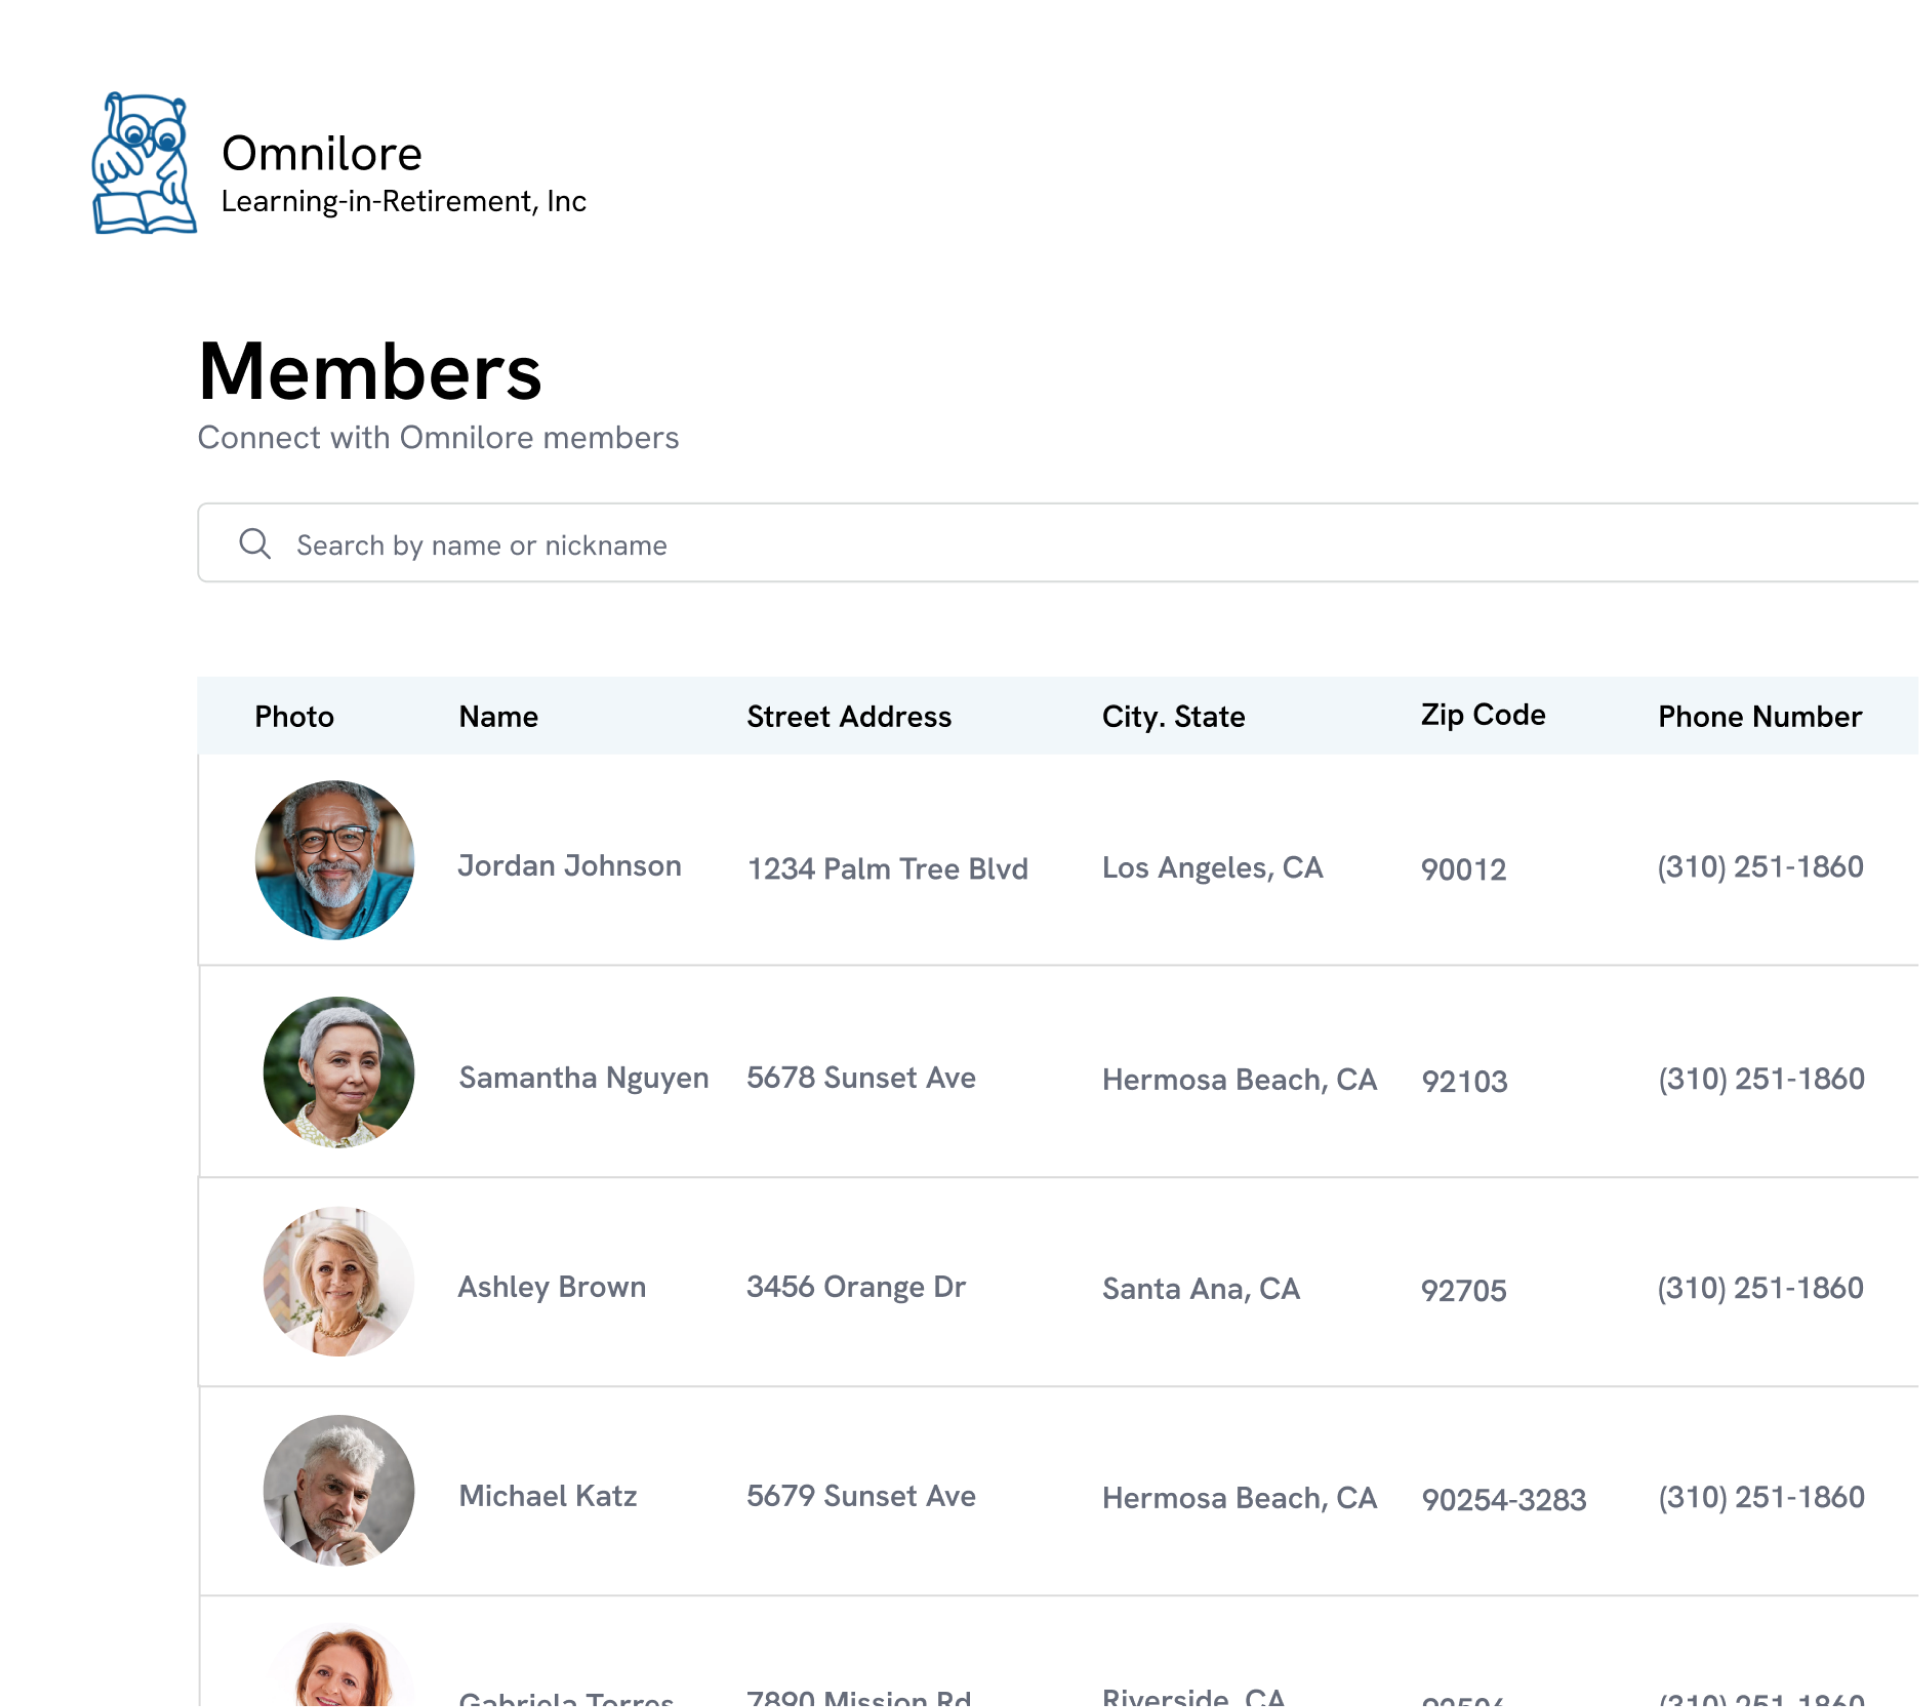 Omnilore
Learning-in-Retirement, Inc
Members
Connect with Omnilore members
Search by name or nickname
Photo Name Street Address City. State Zip Code Phone Number
Jordan Johnson 1234 Palm Tree Blvd Los Angeles, CA 90012 (310) 251-1860
Samantha Nguyen 5678 Sunset Ave Hermosa Beach, CA 92103 (310) 251-1860
Ashley Brown 3456 Orange Dr Santa Ana, CA 92705 (310) 251-1860
Michael Katz 5679 Sunset Ave Hermosa Beach, CA 90254-3283 (310) 251-1860
Gabriela Torres 7890 Mission Rd Riverside, CA 92506 (310) 251-1860